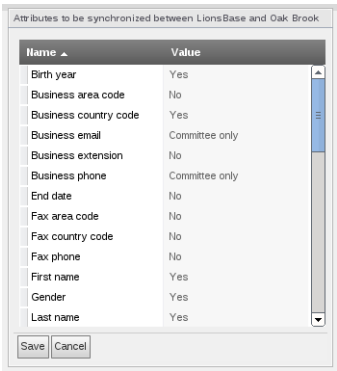 Attributes to be synchronized between LionsBase and Oak Brook
Name Value
Birth year Yes
Business area code No
Business country code Yes
Business email Committee only
Business extension No
Business phone Committee only
End date No
Fax area code No
Fax country code No
Fax phone No
First name Yes
Gender Yes
Last name Yes
Save Cancel